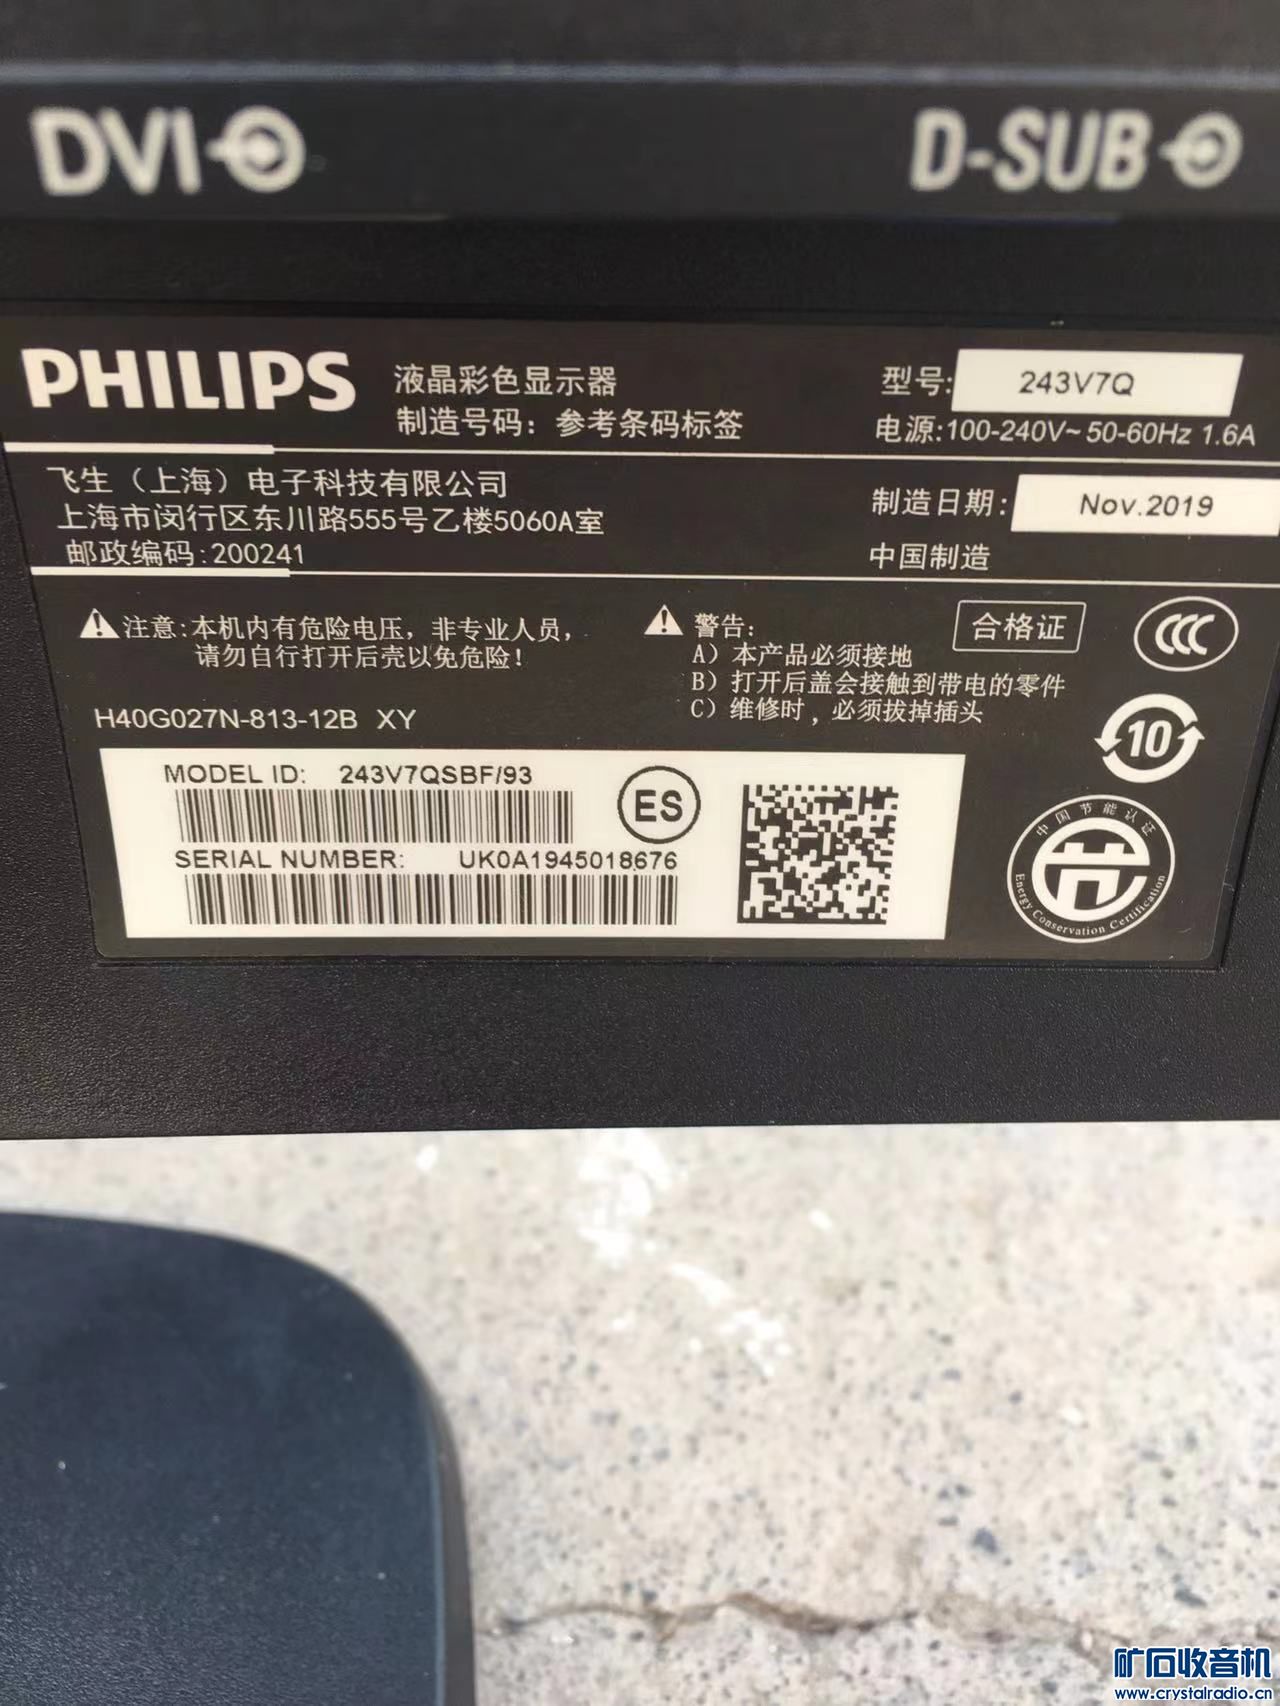 DVI
D-SUB
PHILIPS
液晶彩色显示器
制造号码：参考条码标签
型号: 243V7Q
电源:100-240V~50-60Hz 1.6A
飞生（上海）电子科技有限公司
上海市闵行区东川路555号乙楼5060A室
邮政编码:200241
制造日期: Nov.2019
中国制造
注意:本机内有危险电压，非专业人员，
请勿自行打开后壳以免危险！
警告:
A）本产品必须接地
B）打开后盖会接触到带电的零件
C）维修时，必须拔掉插头
合格证
CCC
10
H40G027N-813-12B XY
MODEL ID: 243V7QSBF/93
ES
SERIAL NUMBER: UK0A1945018676
中国节能认证
Energy Conservation Certification
矿石收音机
www.crystalradio.cn